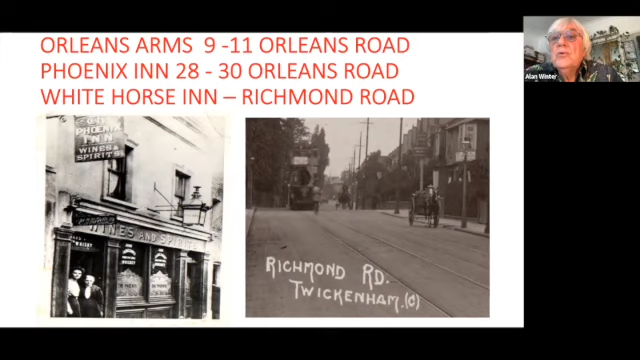 ORLEANS ARMS 9 -11 ORLEANS ROAD
PHOENIX INN 28 - 30 ORLEANS ROAD
WHITE HORSE INN – RICHMOND ROAD
PHOENIX
INN
WINES &
SPIRITS
WINES AND SPIRITS
RICHMOND RD.
TWICKENHAM.(C)
Alan Winter